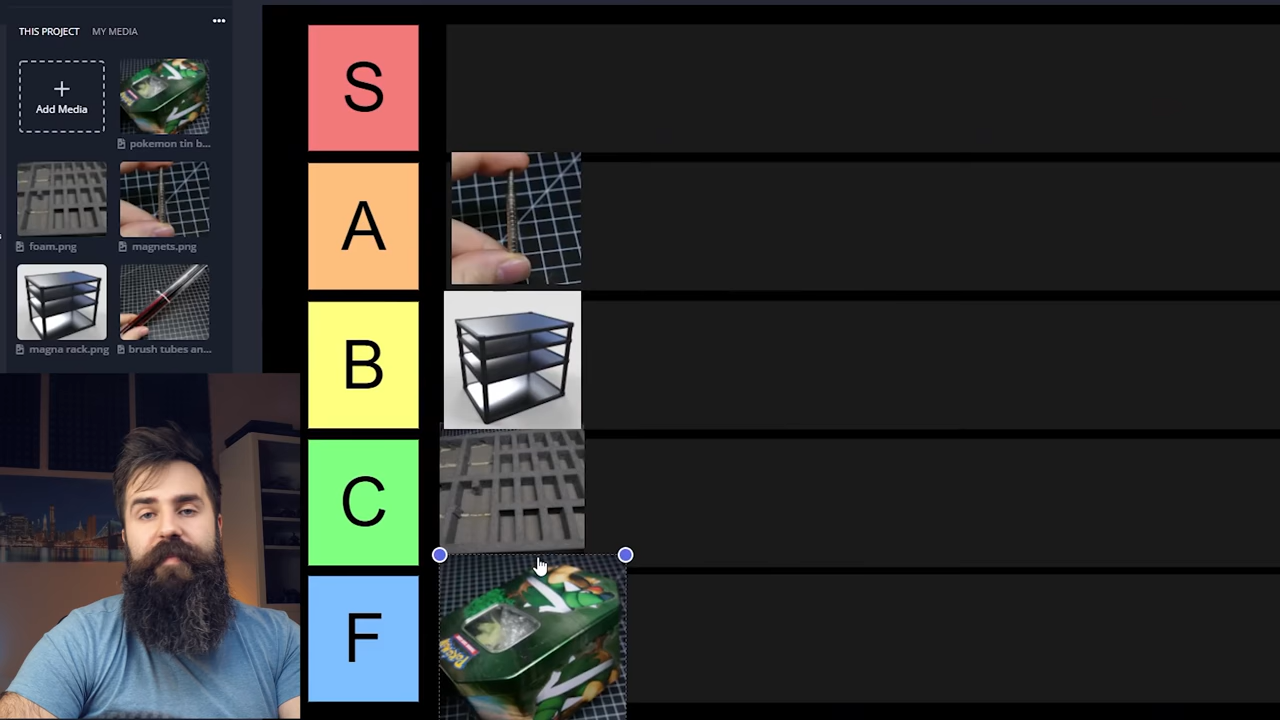 THIS PROJECT MY MEDIA
+ Add Media
pokemon tin b...
foam.png
magnets.png
magna rack.png
brush tubes an...
S
A
B
C
F